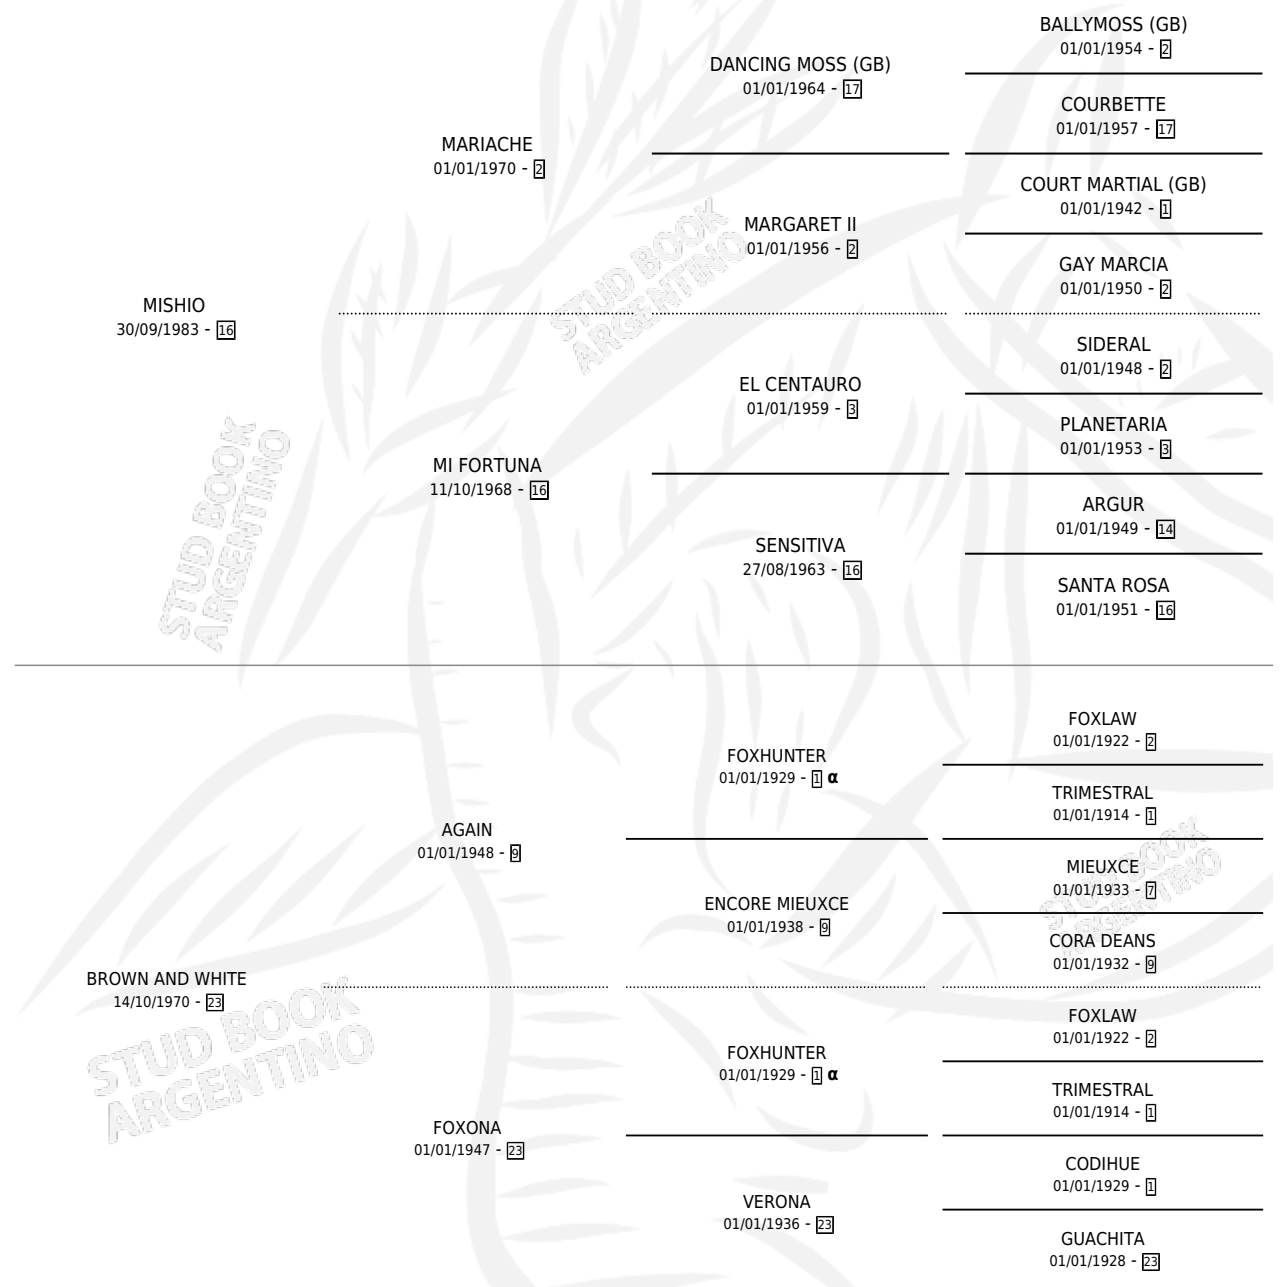 BALLYMOSS (GB)
01/01/1954 - 2
DANCING MOSS (GB)
01/01/1964 - 17
COURBETTE
01/01/1957 - 17
MARIACHE
01/01/1970 - 2
COURT MARTIAL (GB)
01/01/1942 - 1
MARGARET II
01/01/1956 - 2
GAY MARCIA
01/01/1950 - 2
MISHIO
30/09/1983 - 16
SIDERAL
01/01/1948 - 2
EL CENTAURO
01/01/1959 - 3
PLANETARIA
01/01/1953 - 3
MI FORTUNA
11/10/1968 - 16
ARGUR
01/01/1949 - 14
SENSITIVA
27/08/1963 - 16
SANTA ROSA
01/01/1951 - 16
FOXLAW
01/01/1922 - 2
FOXHUNTER
01/01/1929 - 1 α
TRIMESTRAL
01/01/1914 - 1
AGAIN
01/01/1948 - 9
MIEUXCE
01/01/1933 - 7
ENCORE MIEUXCE
01/01/1938 - 9
CORA DEANS
01/01/1932 - 9
BROWN AND WHITE
14/10/1970 - 23
FOXLAW
01/01/1922 - 2
FOXHUNTER
01/01/1929 - 1 α
TRIMESTRAL
01/01/1914 - 1
FOXONA
01/01/1947 - 23
CODIHUE
01/01/1929 - 1
VERONA
01/01/1936 - 23
GUACHITA
01/01/1928 - 23
STUD BOOK
ARGENTINO
STUD BOOK
ARGENTINO
STUD BOOK
ARGENTINO
STUD BOOK
ARGENTINO